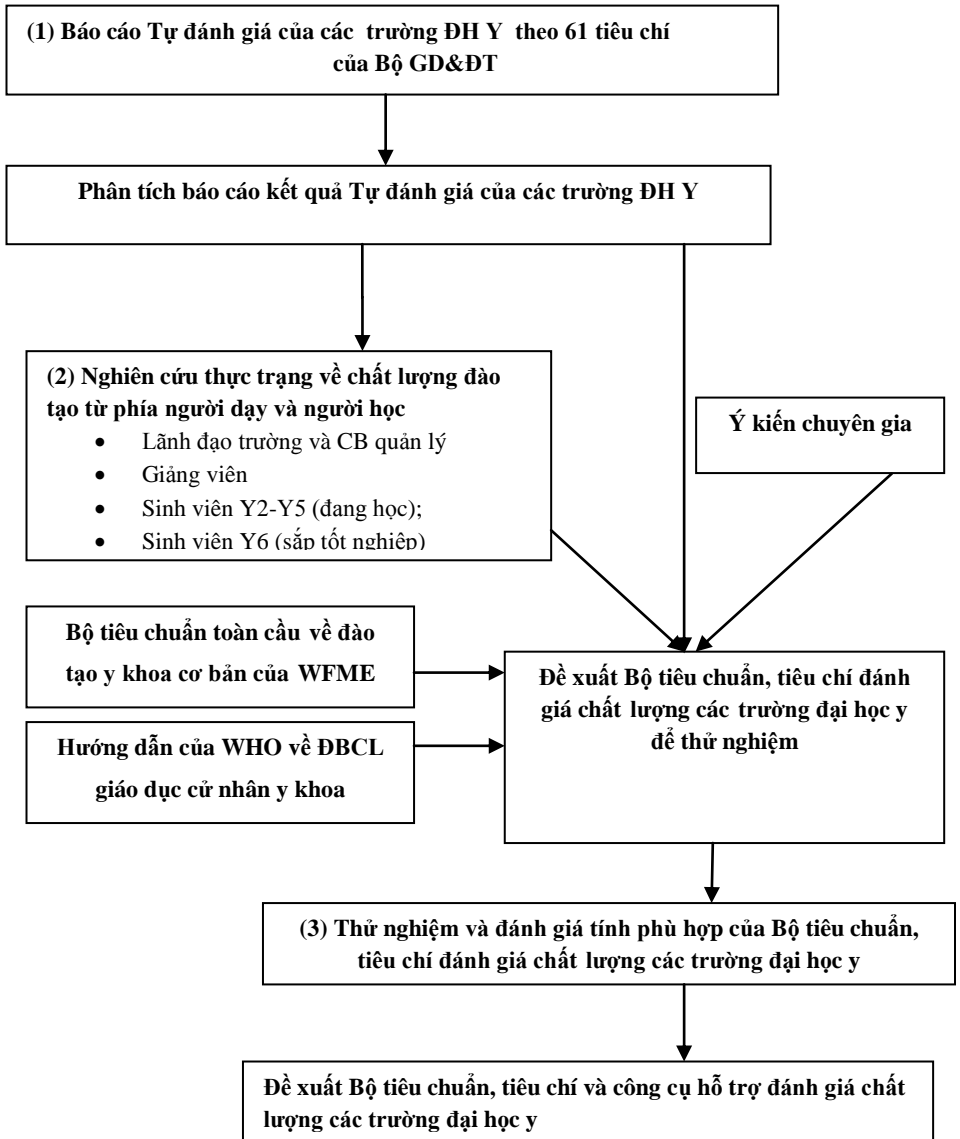 (1) Báo cáo Tự đánh giá của các trường ĐH Y theo 61 tiêu chí
của Bộ GD&ĐT
Phân tích báo cáo kết quả Tự đánh giá của các trường ĐH Y
(2) Nghiên cứu thực trạng về chất lượng đào
tạo từ phía người dạy và người học
• Lãnh đạo trường và CB quản lý
• Giảng viên
• Sinh viên Y2-Y5 (đang học);
• Sinh viên Y6 (sắp tốt nghiệp)
Ý kiến chuyên gia
Bộ tiêu chuẩn toàn cầu về đào
tạo y khoa cơ bản của WFME
Hướng dẫn của WHO về ĐBCL
giáo dục cử nhân y khoa
Đề xuất Bộ tiêu chuẩn, tiêu chí đánh
giá chất lượng các trường đại học y
để thử nghiệm
(3) Thử nghiệm và đánh giá tính phù hợp của Bộ tiêu chuẩn,
tiêu chí đánh giá chất lượng các trường đại học y
Đề xuất Bộ tiêu chuẩn, tiêu chí và công cụ hỗ trợ đánh giá chất
lượng các trường đại học y